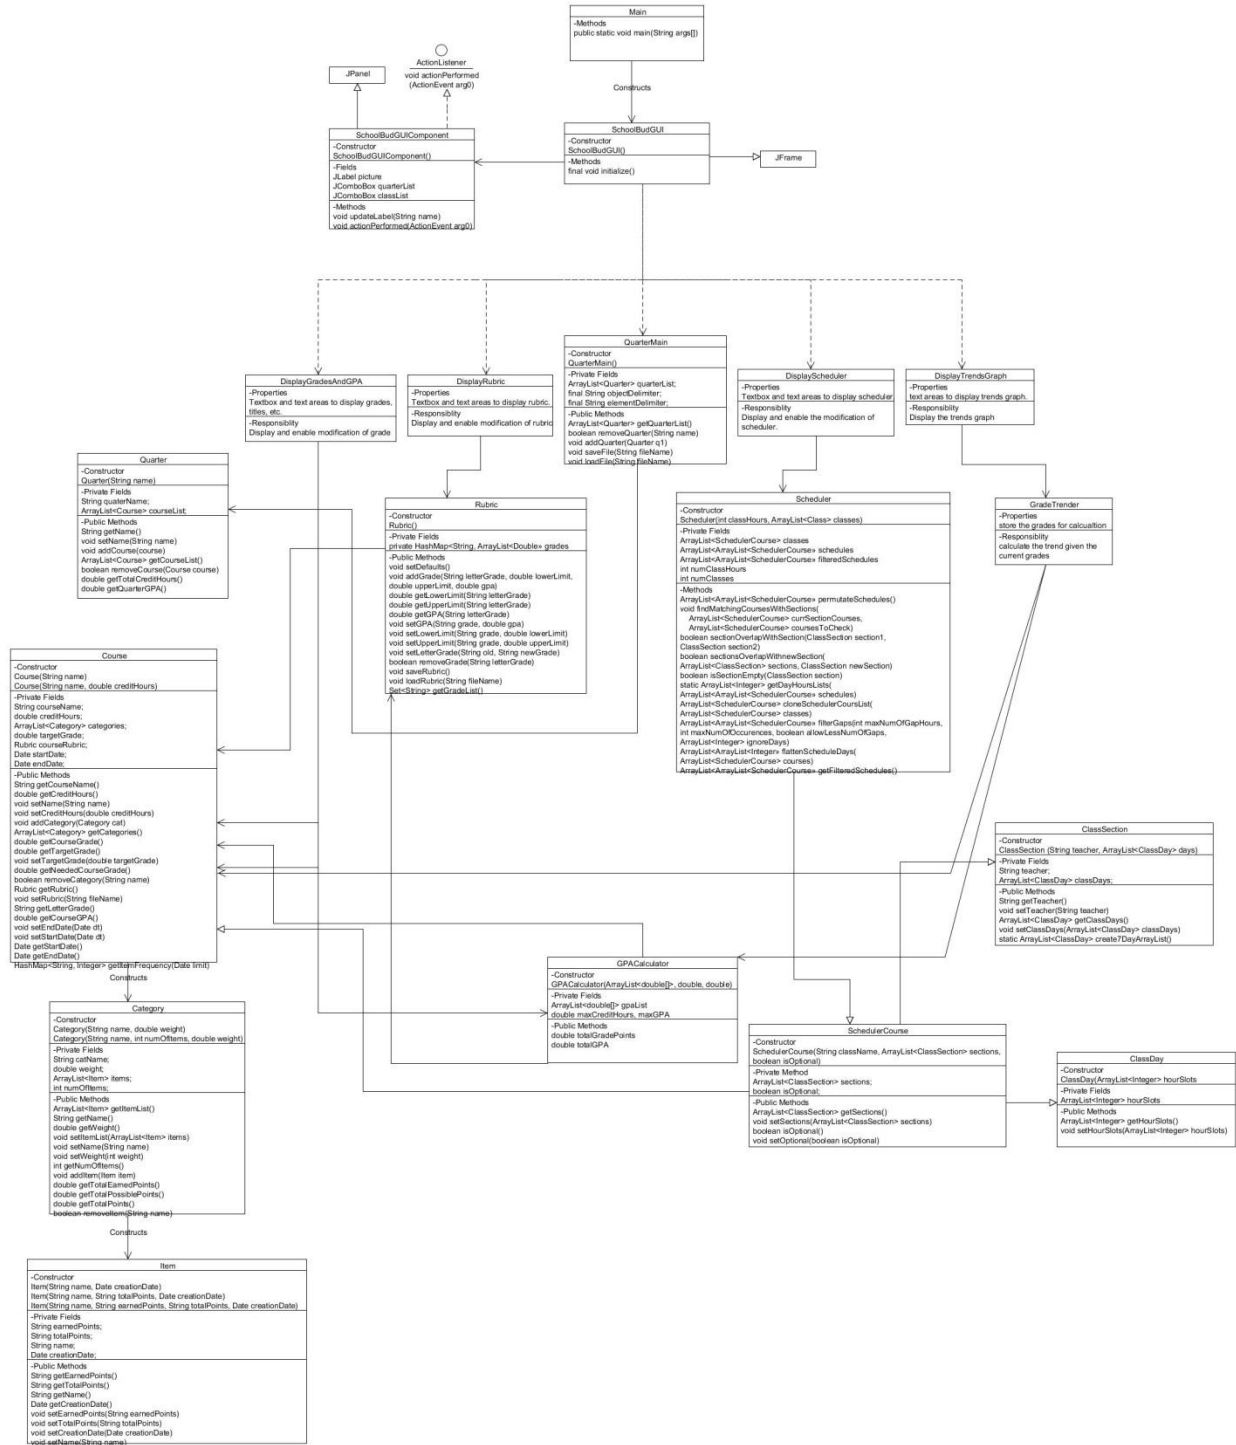 Main
-Methods
public static void main(String args[])
Constructs
ActionListener
void actionPerformed
(ActionEvent arg0)
JPanel
SchoolBudGUIComponent
-Constructor
SchoolBudGUIComponent()
-Fields
JLabel picture
JComboBox quarterList
JComboBox classList
-Methods
void updateLabel(String name)
void actionPerformed(ActionEvent arg0)
SchoolBudGUI
-Constructor
SchoolBudGUI()
-Methods
final void initialize()
JFrame
DisplayGradesAndGPA
-Properties
Textbox and text areas to display grades,
titles, etc.
-Responsiblity
Display and enable modification of grade
DisplayRubric
-Properties
Textbox and text areas to display rubric.
-Responsiblity
Display and enable modification of rubric
QuarterMain
-Constructor
QuarterMain()
-Private Fields
ArrayList<Quarter> quarterList;
final String objectDelimiter;
final String elementDelimiter;
-Public Methods
ArrayList<Quarter> getQuarterList()
boolean removeQuarter(String name)
void addQuarter(Quarter q1)
void saveFile(String fileName)
void loadFile(String fileName)
DisplayScheduler
-Properties
Textbox and text areas to display scheduler
-Responsiblity
Display and enable the modification of
scheduler.
DisplayTrendsGraph
-Properties
text areas to display trends graph.
-Responsiblity
Display the trends graph
Quarter
-Constructor
Quarter(String name)
-Private Fields
String quaterName;
ArrayList<Course> courseList;
-Public Methods
String getName()
void setName(String name)
void addCourse(course)
ArrayList<Course> getCourseList()
boolean removeCourse(Course course)
double getTotalCreditHours()
double getQuarterGPA()
Rubric
-Constructor
Rubric()
-Private Fields
private HashMap<String, ArrayList<Double>> grades
-Public Methods
void setDefaults()
void addGrade(String letterGrade, double lowerLimit,
double upperLimit, double gpa)
double getLowerLimit(String letterGrade)
double getUpperLimit(String letterGrade)
double getGPA(String letterGrade)
void setGPA(String grade, double gpa)
void setLowerLimit(String grade, double lowerLimit)
void setUpperLimit(String grade, double upperLimit)
void setLetterGrade(String old, String newGrade)
boolean removeGrade(String letterGrade)
void saveRubric()
void loadRubric(String fileName)
Set<String> getGradeList()
Scheduler
-Constructor
Scheduler(int classHours, ArrayList<Class> classes)
-Private Fields
ArrayList<SchedulerCourse> classes
ArrayList<ArrayList<SchedulerCourse>> schedules
ArrayList<ArrayList<SchedulerCourse>> filteredSchedules
int numClassHours
int numClasses
-Methods
ArrayList<ArrayList<SchedulerCourse>> permutateSchedules()
void findMatchingCoursesWithSections(
ArrayList<SchedulerCourse> currSectionCourses,
ArrayList<SchedulerCourse> coursesToCheck)
boolean sectionOverlapWithSection(ClassSection section1,
ClassSection section2)
boolean sectionsOverlapWithnewSection(
ArrayList<ClassSection> sections, ClassSection newSection)
boolean isSectionEmpty(ClassSection section)
static ArrayList<Integer> getDayHoursLists(
ArrayList<ArrayList<SchedulerCourse>> schedules)
ArrayList<SchedulerCourse> cloneSchedulerCoursList(
ArrayList<SchedulerCourse> classes)
ArrayList<ArrayList<SchedulerCourse>> filterGaps(int maxNumOfGapHours,
int maxNumOfOccurences, boolean allowLessNumOfGaps,
ArrayList<Integer> ignoreDays)
ArrayList<ArrayList<Integer>> flattenScheduleDays(
ArrayList<SchedulerCourse> courses)
ArrayList<ArrayList<SchedulerCourse>> getFilteredSchedules()
GradeTrender
-Properties
store the grades for calcualtion
-Responsiblity
calculate the trend given the
current grades
Course
-Constructor
Course(String name)
Course(String name, double creditHours)
-Private Fields
String courseName;
double creditHours;
ArrayList<Category> categories;
double targetGrade;
Rubric courseRubric;
Date startDate;
Date endDate;
-Public Methods
String getCourseName()
double getCreditHours()
void setName(String name)
void setCreditHours(double creditHours)
void addCategory(Category cat)
ArrayList<Category> getCategories()
double getCourseGrade()
double getTargetGrade()
void setTargetGrade(double targetGrade)
double getNeededCourseGrade()
boolean removeCategory(String name)
Rubric getRubric()
void setRubric(String fileName)
String getLetterGrade()
double getCourseGPA()
void setEndDate(Date dt)
void setStartDate(Date dt)
Date getStartDate()
Date getEndDate()
HashMap<String, Integer> getItemFrequency(Date limit)
Constructs
ClassSection
-Constructor
ClassSection (String teacher, ArrayList<ClassDay> days)
-Private Fields
String teacher;
ArrayList<ClassDay> classDays;
-Public Methods
String getTeacher()
void setTeacher(String teacher)
ArrayList<ClassDay> getClassDays()
void setClassDays(ArrayList<ClassDay> classDays)
static ArrayList<ClassDay> create7DayArrayList()
GPACalculator
-Constructor
GPACalculator(ArrayList<double[]>, double, double)
-Private Fields
ArrayList<double[]> gpaList
double maxCreditHours, maxGPA
-Public Methods
double totalGradePoints
double totalGPA
Category
-Constructor
Category(String name, double weight)
Category(String name, int numOfItems, double weight)
-Private Fields
String catName;
double weight;
ArrayList<Item> items;
int numOfItems;
-Public Methods
ArrayList<Item> getItemList()
String getName()
double getWeight()
void setItemList(ArrayList<Item> items)
void setName(String name)
void setWeight(int weight)
int getNumOfItems()
void addItem(Item item)
double getTotalEarnedPoints()
double getTotalPossiblePoints()
double getTotalPoints()
boolean removeItem(String name)
Constructs
SchedulerCourse
-Constructor
SchedulerCourse(String className, ArrayList<ClassSection> sections,
boolean isOptional)
-Private Method
ArrayList<ClassSection> sections;
boolean isOptional;
-Public Methods
ArrayList<ClassSection> getSections()
void setSections(ArrayList<ClassSection> sections)
boolean isOptional()
void setOptional(boolean isOptional)
ClassDay
-Constructor
ClassDay(ArrayList<Integer> hourSlots
-Private Fields
ArrayList<Integer> hourSlots
-Public Methods
ArrayList<Integer> getHourSlots()
void setHourSlots(ArrayList<Integer> hourSlots)
Item
-Constructor
Item(String name, Date creationDate)
Item(String name, String totalPoints, Date creationDate)
Item(String name, String earnedPoints, String totalPoints, Date creationDate)
-Private Fields
String earnedPoints;
String totalPoints;
String name;
Date creationDate;
-Public Methods
String getEarnedPoints()
String getTotalPoints()
String getName()
Date getCreationDate()
void setEarnedPoints(String earnedPoints)
void setTotalPoints(String totalPoints)
void setCreationDate(Date creationDate)
void setName(String name)